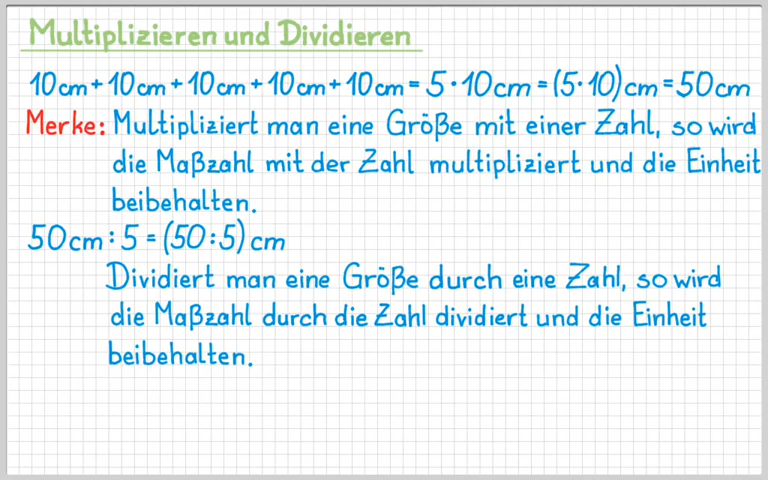 Multiplizieren und Dividieren
10cm + 10cm + 10cm + 10cm + 10cm = 5 · 10cm = (5 · 10)cm = 50cm
Merke: Multipliziert man eine Größe mit einer Zahl, so wird
die Maßzahl mit der Zahl multipliziert und die Einheit
beibehalten.
50cm : 5 = (50 : 5)cm
Dividiert man eine Größe durch eine Zahl, so wird
die Maßzahl durch die Zahl dividiert und die Einheit
beibehalten.